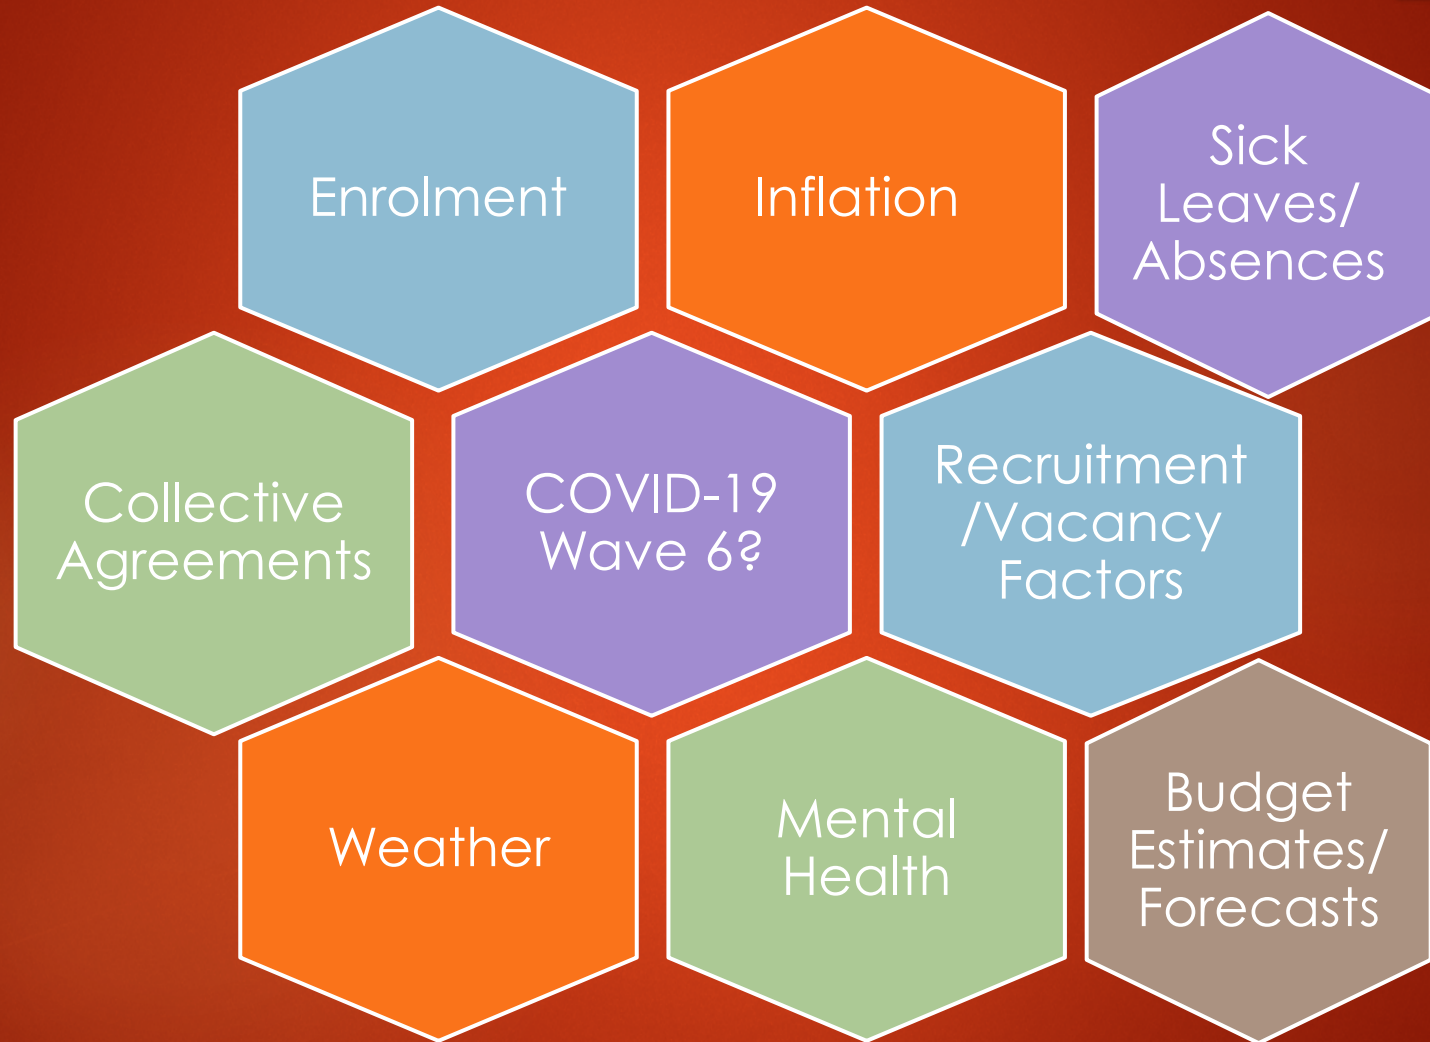 Enrolment
Inflation
Sick
Leaves/
Absences
Collective
Agreements
COVID-19
Wave 6?
Recruitment
/Vacancy
Factors
Weather
Mental
Health
Budget
Estimates/
Forecasts